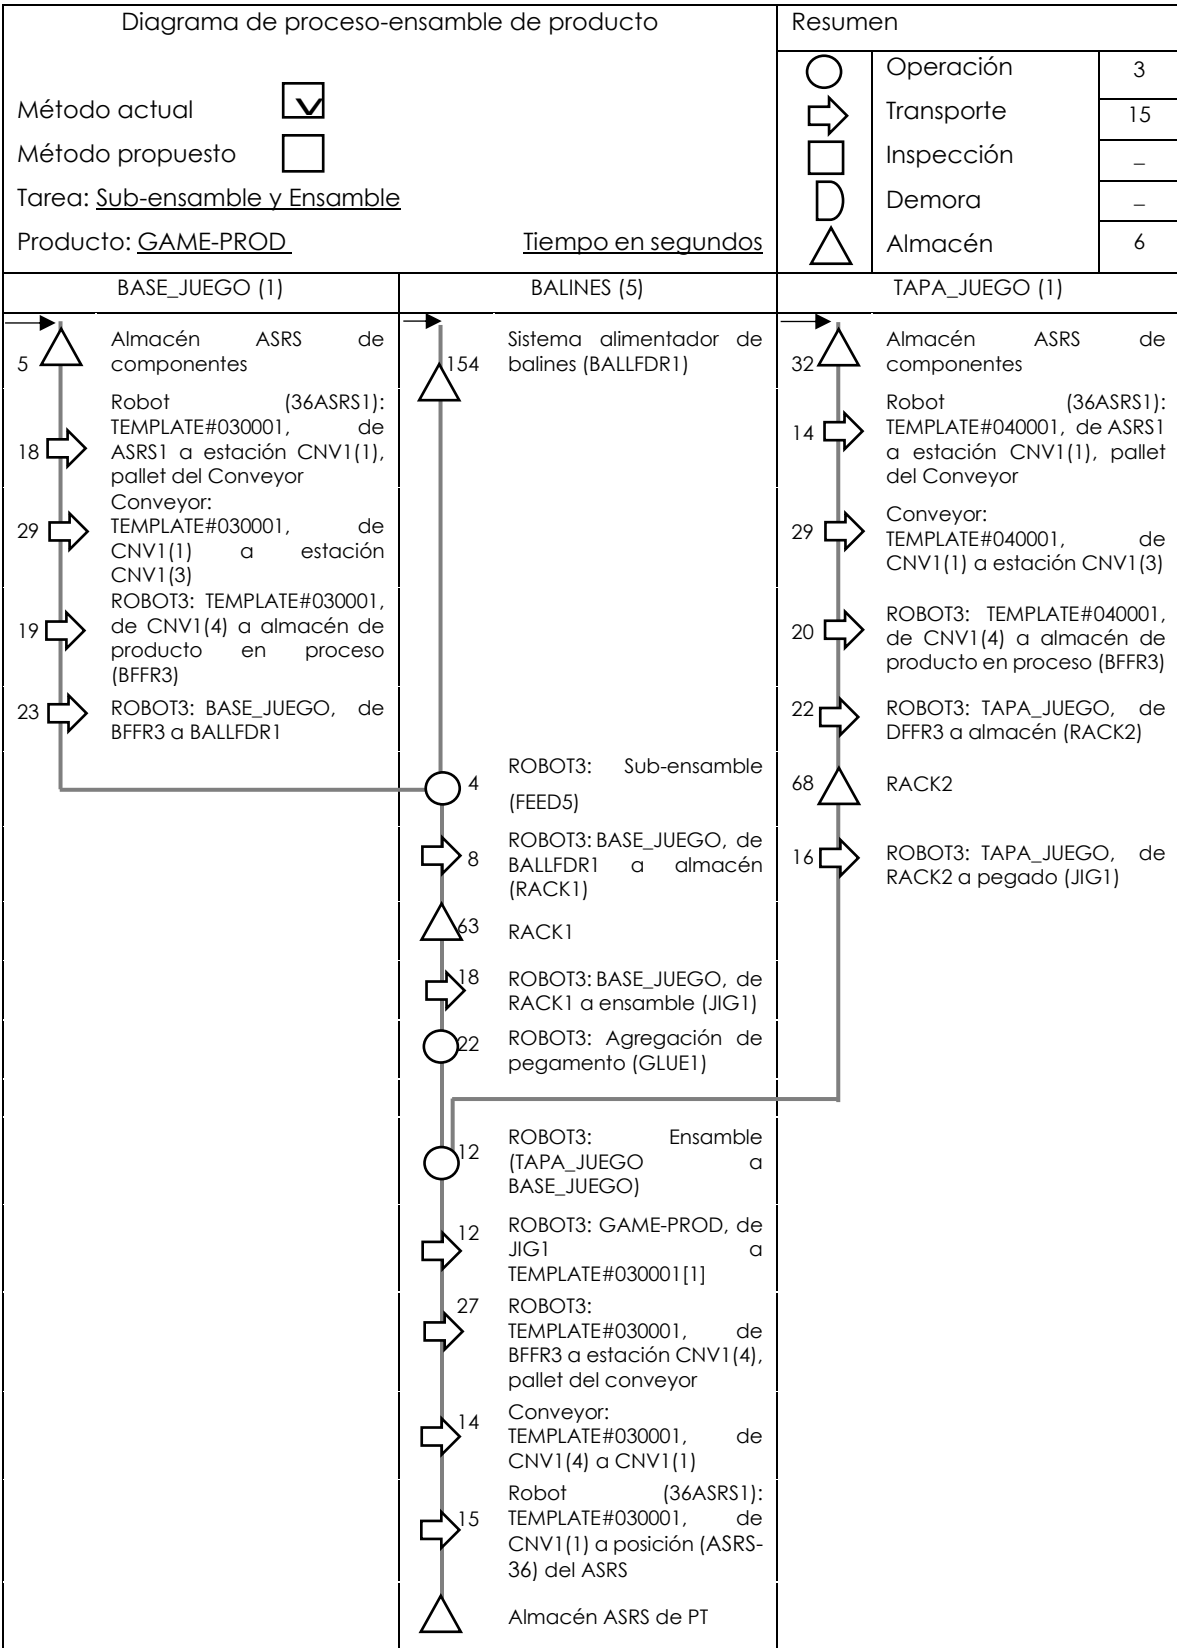 Diagrama de proceso-ensamble de producto
Resumen
Operación 3
Método actual
Transporte 15
Método propuesto
Inspección –
Tarea: Sub-ensamble y Ensamble
Demora –
Producto: GAME-PROD Tiempo en segundos
Almacén 6
BASE_JUEGO (1) BALINES (5) TAPA_JUEGO (1)
5
Almacén ASRS de
componentes
18
Robot (36ASRS1):
TEMPLATE#030001, de
ASRS1 a estación CNV1(1),
pallet del Conveyor
29
Conveyor:
TEMPLATE#030001, de
CNV1(1) a estación
CNV1(3)
19
ROBOT3: TEMPLATE#030001,
de CNV1(4) a almacén de
producto en proceso
(BFFR3)
23
ROBOT3: BASE_JUEGO, de
BFFR3 a BALLFDR1
154
Sistema alimentador de
balines (BALLFDR1)
4
ROBOT3: Sub-ensamble
(FEED5)
8
ROBOT3: BASE_JUEGO, de
BALLFDR1 a almacén
(RACK1)
63
RACK1
18
ROBOT3: BASE_JUEGO, de
RACK1 a ensamble (JIG1)
22
ROBOT3: Agregación de
pegamento (GLUE1)
12
ROBOT3: Ensamble
(TAPA_JUEGO a
BASE_JUEGO)
12
ROBOT3: GAME-PROD, de
JIG1 a
TEMPLATE#030001[1]
27
ROBOT3:
TEMPLATE#030001, de
BFFR3 a estación CNV1(4),
pallet del conveyor
14
Conveyor:
TEMPLATE#030001, de
CNV1(4) a CNV1(1)
15
Robot (36ASRS1):
TEMPLATE#030001, de
CNV1(1) a posición (ASRS-
36) del ASRS
Almacén ASRS de PT
32
Almacén ASRS de
componentes
14
Robot (36ASRS1):
TEMPLATE#040001, de ASRS1
a estación CNV1(1), pallet
del Conveyor
29
Conveyor:
TEMPLATE#040001, de
CNV1(1) a estación CNV1(3)
20
ROBOT3: TEMPLATE#040001,
de CNV1(4) a almacén de
producto en proceso (BFFR3)
22
ROBOT3: TAPA_JUEGO, de
DFFR3 a almacén (RACK2)
68
RACK2
16
ROBOT3: TAPA_JUEGO, de
RACK2 a pegado (JIG1)